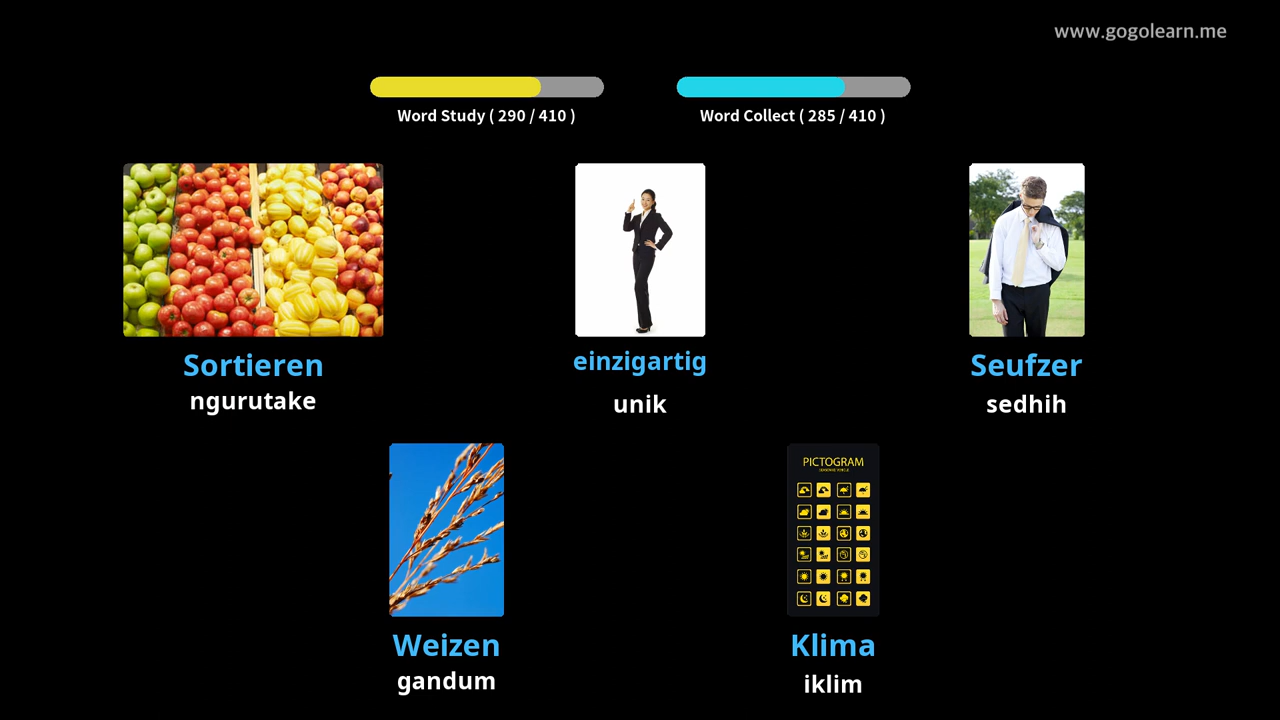 www.gogolearn.me
Word Study ( 290 / 410 )
Word Collect ( 285 / 410 )
Sortieren
ngurutake
einzigartig
unik
Seufzer
sedhih
PICTOGRAM
Weizen
gandum
Klima
iklim